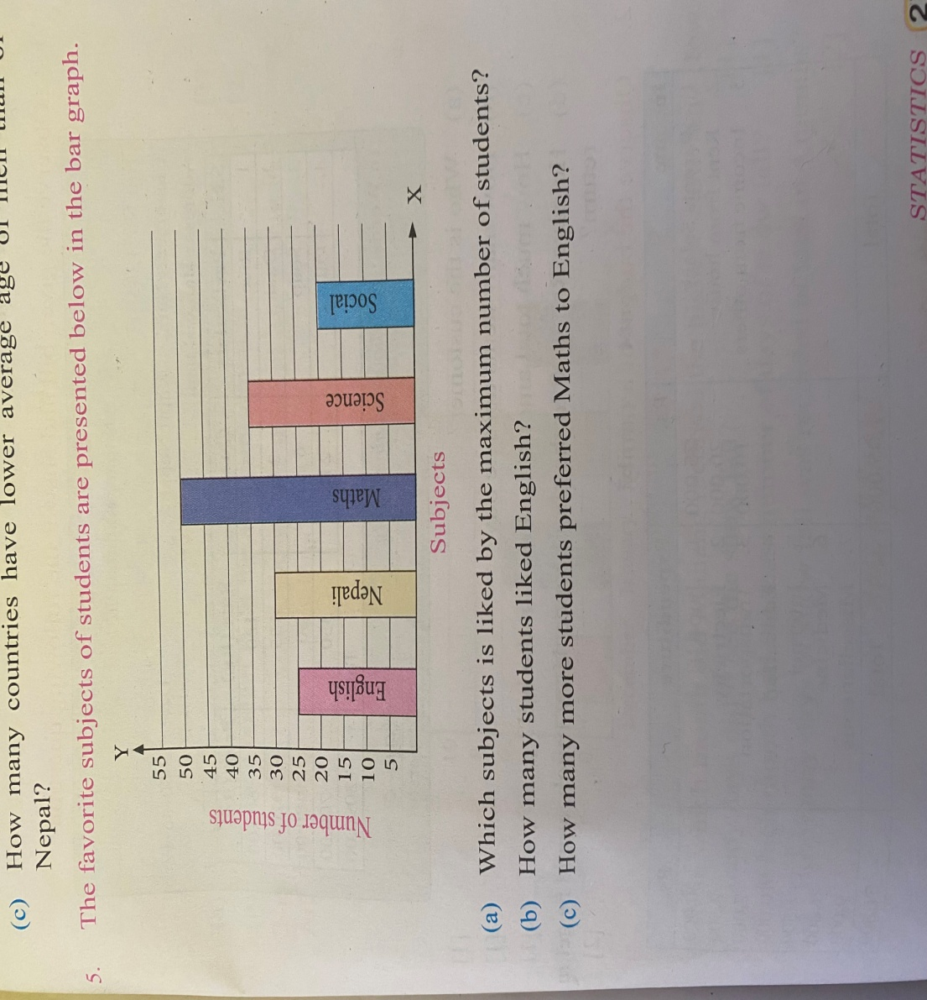 (c) How many countries have lower average age of men than of
Nepal?
5. The favorite subjects of students are presented below in the bar graph.
Y
55
50
45
40
35
30
25
20
15
10
5
Number of students
English
Nepali
Maths
Science
Social
X
Subjects
(a) Which subjects is liked by the maximum number of students?
(b) How many students liked English?
(c) How many more students preferred Maths to English?
STATISTICS 2